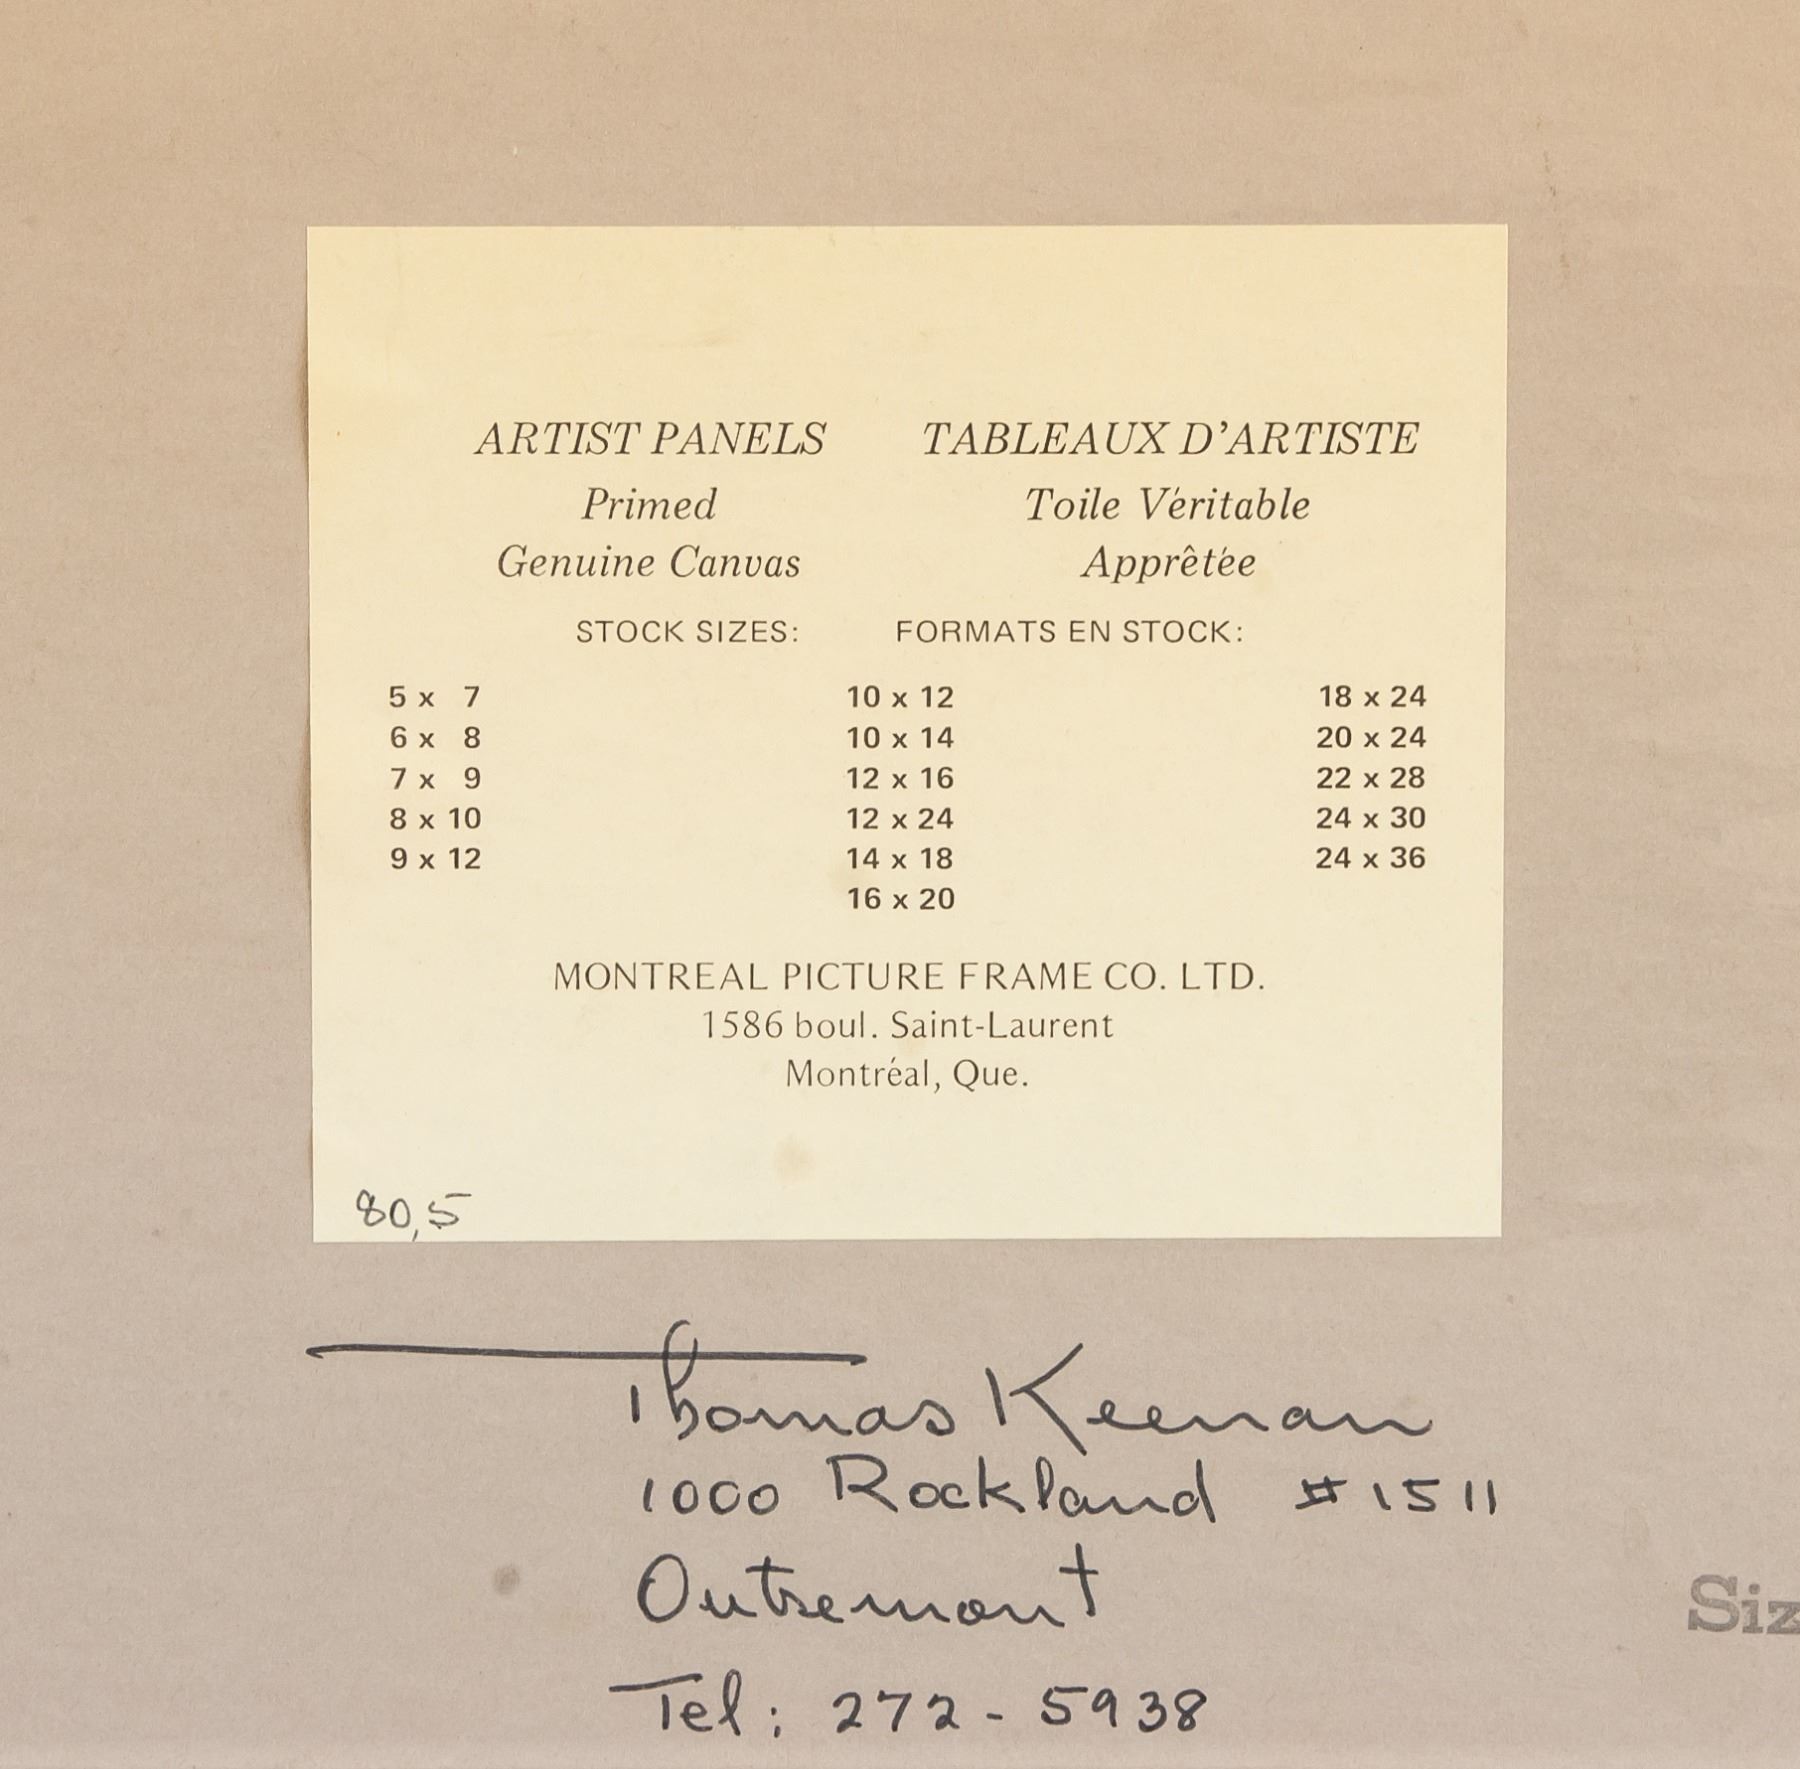 ARTIST PANELS TABLEAUX D'ARTISTE
Primed Toile Véritable
Genuine Canvas Apprêtée
STOCK SIZES: FORMATS EN STOCK:
5 x 7 10 x 12 18 x 24
6 x 8 10 x 14 20 x 24
7 x 9 12 x 16 22 x 28
8 x 10 12 x 24 24 x 30
9 x 12 14 x 18 24 x 36
16 x 20
MONTREAL PICTURE FRAME CO. LTD.
1586 boul. Saint-Laurent
Montréal, Que.
80,5
Thomas Keenan
1000 Rockland #1511
Outremont
Siz
Tel: 272-5938